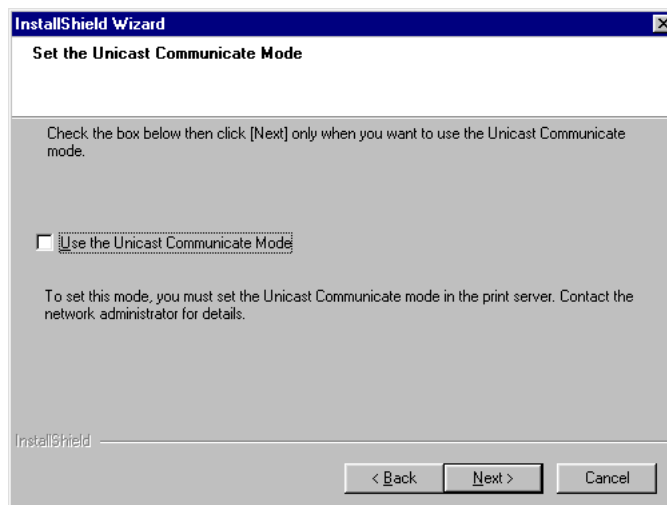 InstallShield Wizard
Set the Unicast Communicate Mode
Check the box below then click [Next] only when you want to use the Unicast Communicate
mode.
Use the Unicast Communicate Mode
To set this mode, you must set the Unicast Communicate mode in the print server. Contact the
network administrator for details.
InstallShield
< Back Next > Cancel